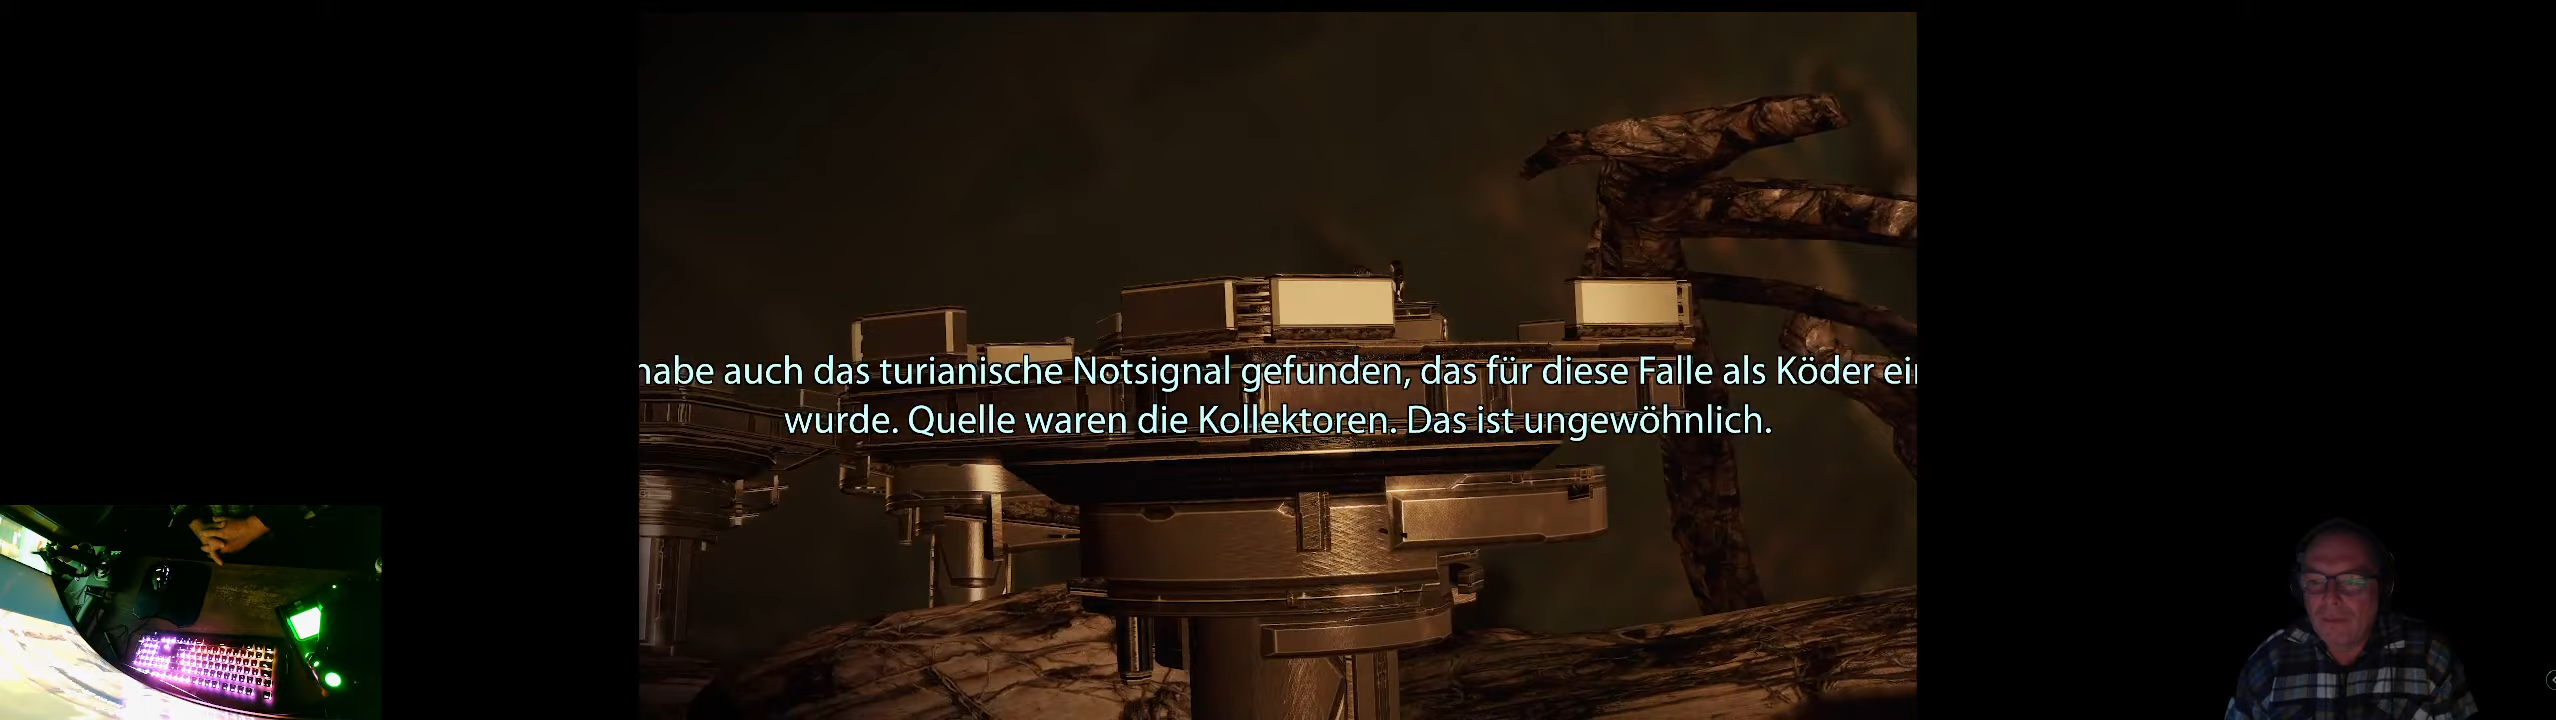 habe auch das turianische Notsignal gefunden, das für diese Falle als Köder ein
wurde. Quelle waren die Kollektoren. Das ist ungewöhnlich.